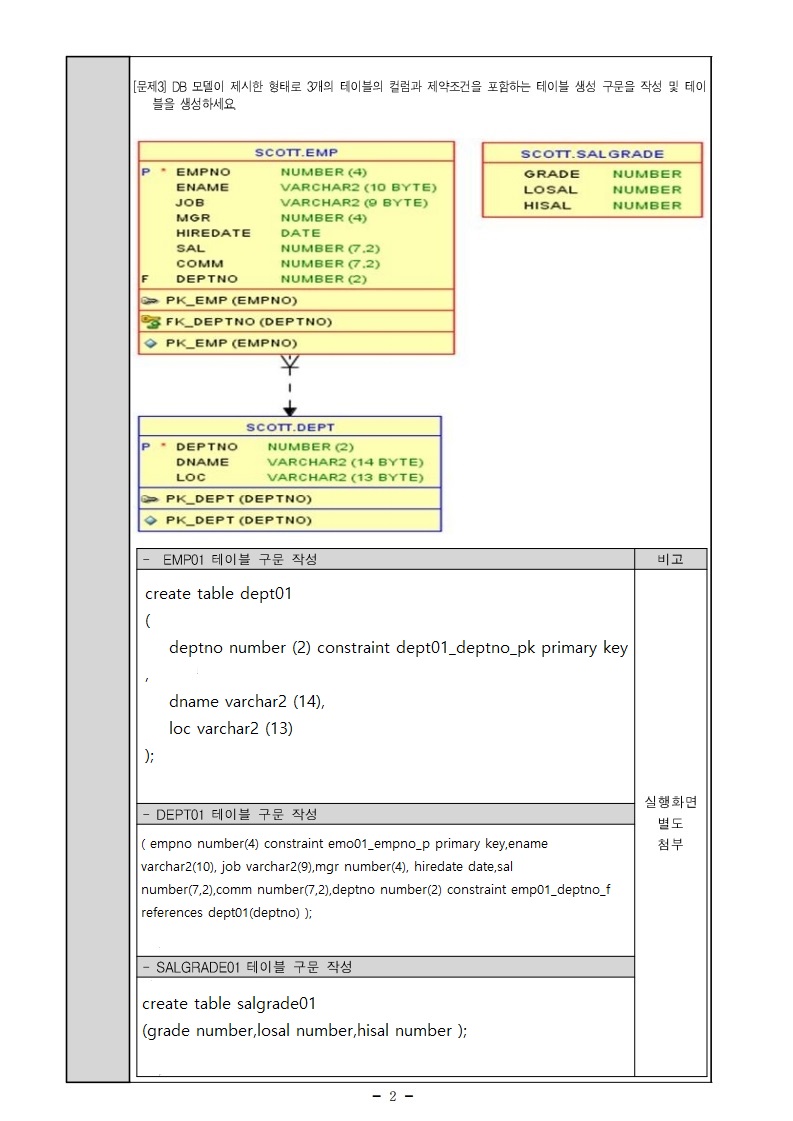 [문제3] DB 모델이 제시한 형태로 3개의 테이블의 컬럼과 제약조건을 포함하는 테이블 생성 구문을 작성 및 테이
블을 생성하세요.
SCOTT.EMP
P * EMPNO NUMBER (4)
ENAME VARCHAR2 (10 BYTE)
JOB VARCHAR2 (9 BYTE)
MGR NUMBER (4)
HIREDATE DATE
SAL NUMBER (7,2)
COMM NUMBER (7,2)
F DEPTNO NUMBER (2)
PK_EMP (EMPNO)
FK_DEPTNO (DEPTNO)
PK_EMP (EMPNO)
SCOTT.SALGRADE
GRADE NUMBER
LOSAL NUMBER
HISAL NUMBER
SCOTT.DEPT
P * DEPTNO NUMBER (2)
DNAME VARCHAR2 (14 BYTE)
LOC VARCHAR2 (13 BYTE)
PK_DEPT (DEPTNO)
PK_DEPT (DEPTNO)
- EMP01 테이블 구문 작성
비고
create table dept01
(
deptno number (2) constraint dept01_deptno_pk primary key
,
dname varchar2 (14),
loc varchar2 (13)
);
- DEPT01 테이블 구문 작성
( empno number(4) constraint emo01_empno_p primary key,ename
varchar2(10), job varchar2(9),mgr number(4), hiredate date,sal
number(7,2),comm number(7,2),deptno number(2) constraint emp01_deptno_f
references dept01(deptno) );
- SALGRADE01 테이블 구문 작성
create table salgrade01
(grade number,losal number,hisal number );
실행화면
별도
첨부
- 2 -